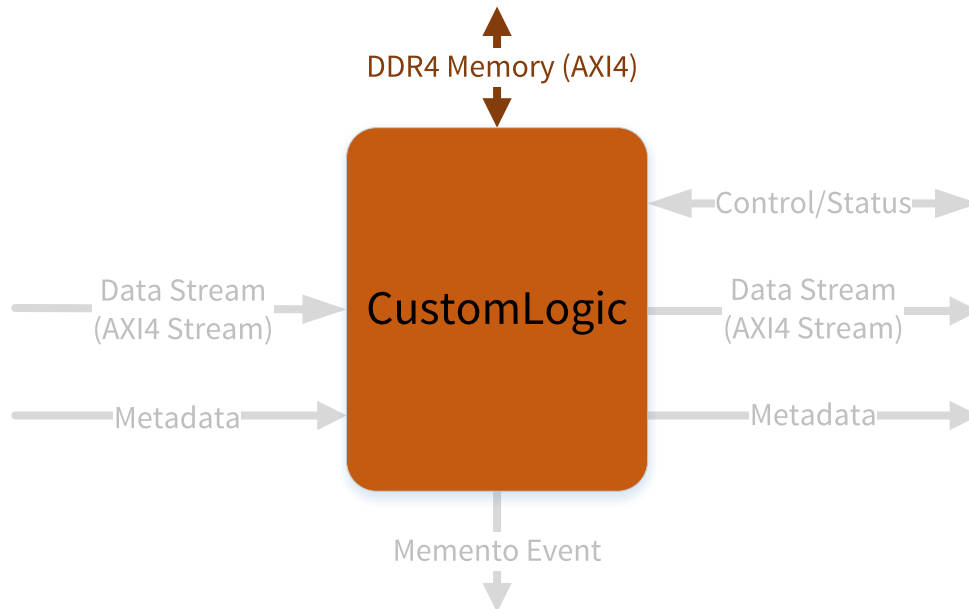 DDR4 Memory (AXI4)
Control/Status
Data Stream
(AXI4 Stream)
CustomLogic
Data Stream
(AXI4 Stream)
Metadata
Metadata
Memento Event